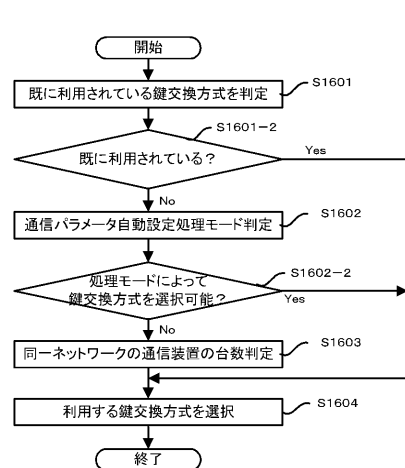 開始
既に利用されている鍵交換方式を判定
S1601
S1601-2
既に利用されている？
Yes
No
通信パラメータ自動設定処理モード判定
S1602
処理モードによって
鍵交換方式を選択可能？
S1602-2
Yes
No
同一ネットワークの通信装置の台数判定
S1603
利用する鍵交換方式を選択
S1604
終了